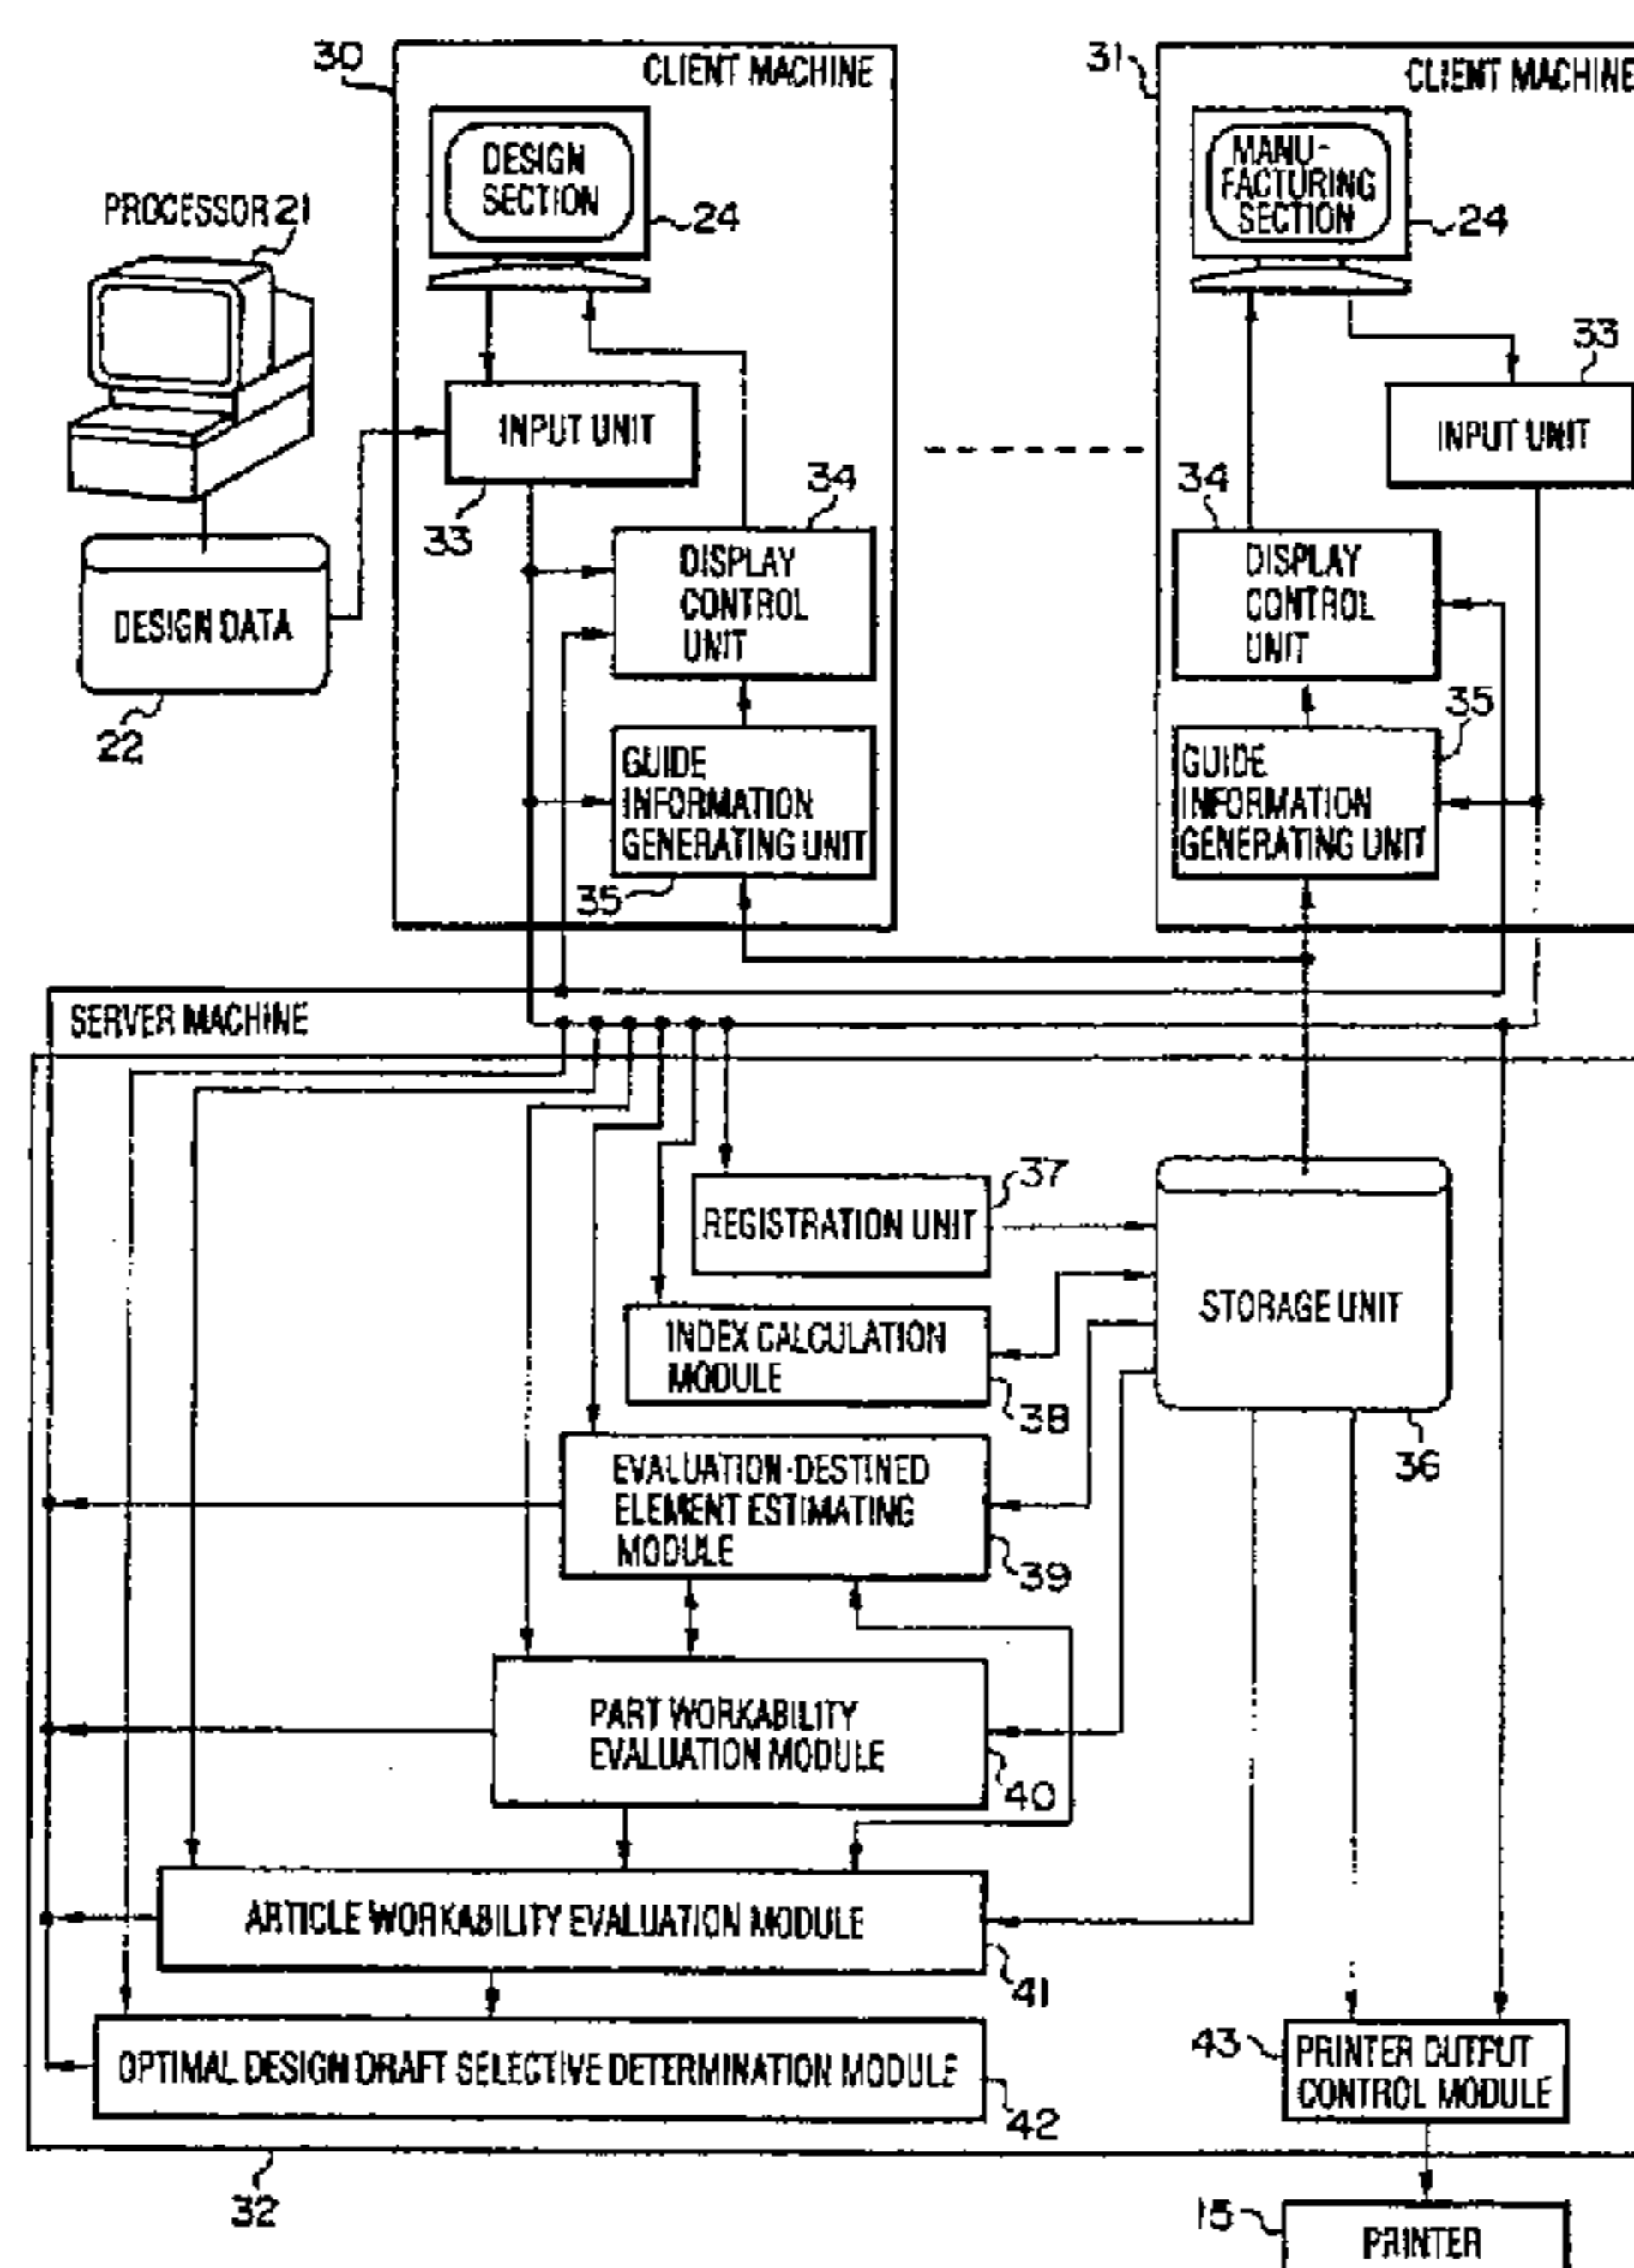 30
CLIENT MACHINE
DESIGN
SECTION
24
PROCESSOR 21
INPUT UNIT
33
34
DISPLAY
CONTROL
UNIT
DESIGN DATA
22
GUIDE
INFORMATION
GENERATING UNIT
35
31
CLIENT MACHINE
MANU-
FACTURING
SECTION
24
33
INPUT UNIT
34
DISPLAY
CONTROL
UNIT
35
GUIDE
INFORMATION
GENERATING UNIT
SERVER MACHINE
37
REGISTRATION UNIT
STORAGE UNIT
36
INDEX CALCULATION
MODULE
38
EVALUATION-DESTINED
ELEMENT ESTIMATING
MODULE
39
PART WORKABILITY
EVALUATION MODULE
40
ARTICLE WORKABILITY EVALUATION MODULE
41
OPTIMAL DESIGN DRAFT SELECTIVE DETERMINATION MODULE
42
43
PRINTER OUTPUT
CONTROL MODULE
32
15
PRINTER